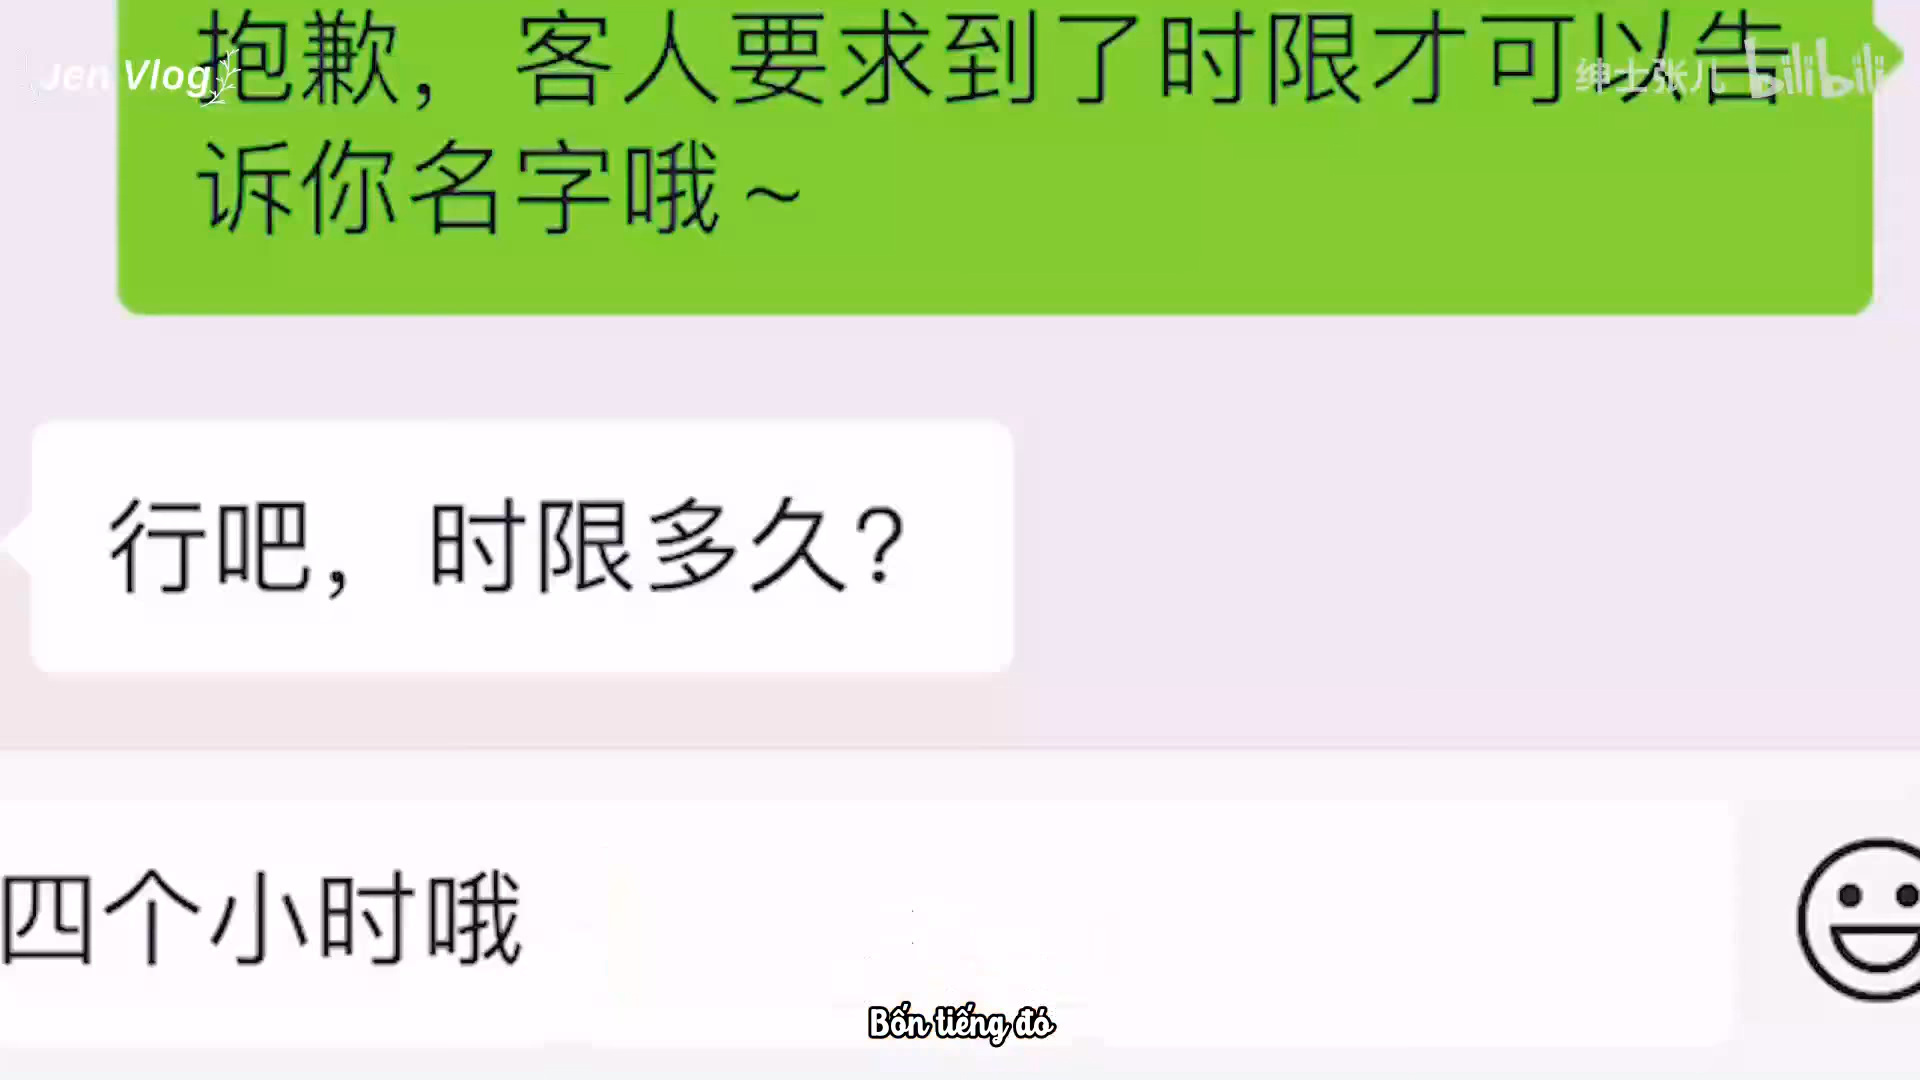 Jen Vlog
绅士张儿 bilibili
抱歉，客人要求到了时限才可以告
诉你名字哦～
行吧，时限多久？
四个小时哦
Bốn tiếng đó